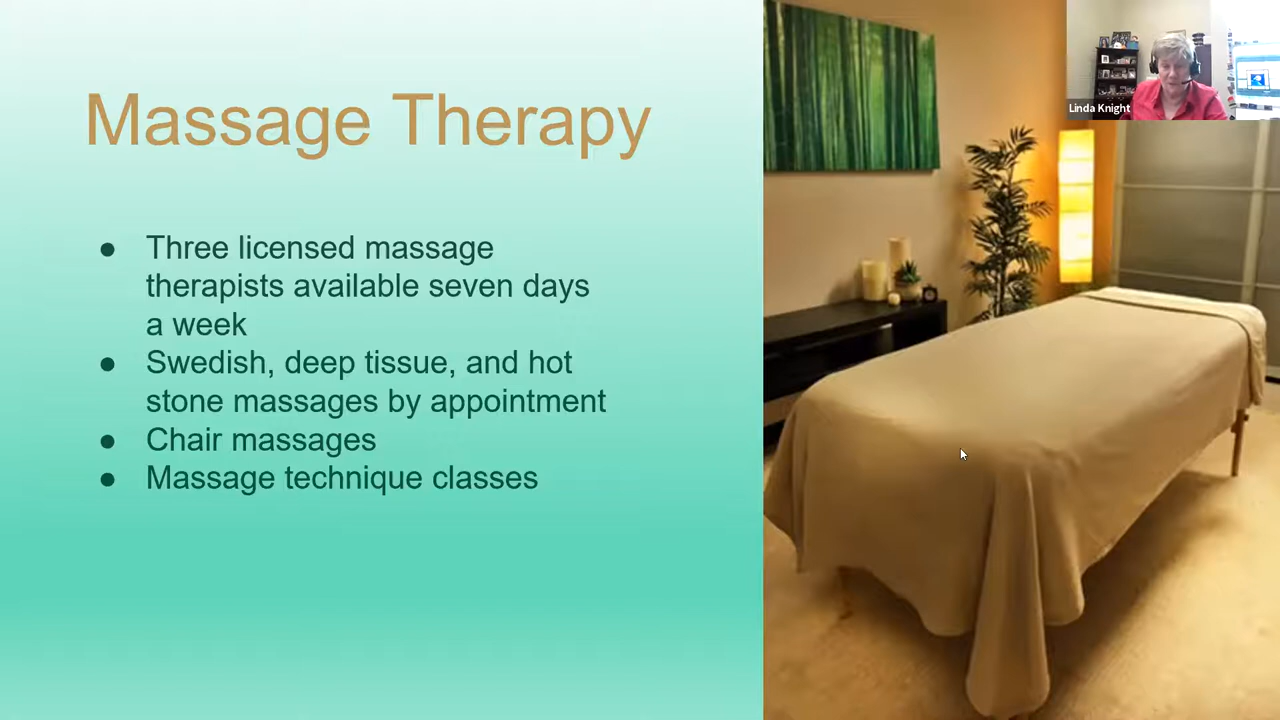 Massage Therapy
Linda Knight
● Three licensed massage
therapists available seven days
a week
● Swedish, deep tissue, and hot
stone massages by appointment
● Chair massages
● Massage technique classes